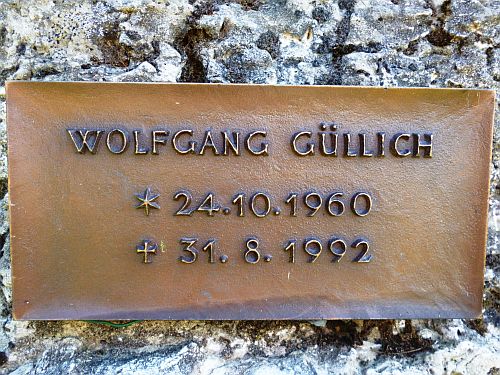 WOLFGANG GÜLLICH
* 24.10.1960
✝ 31. 8. 1992